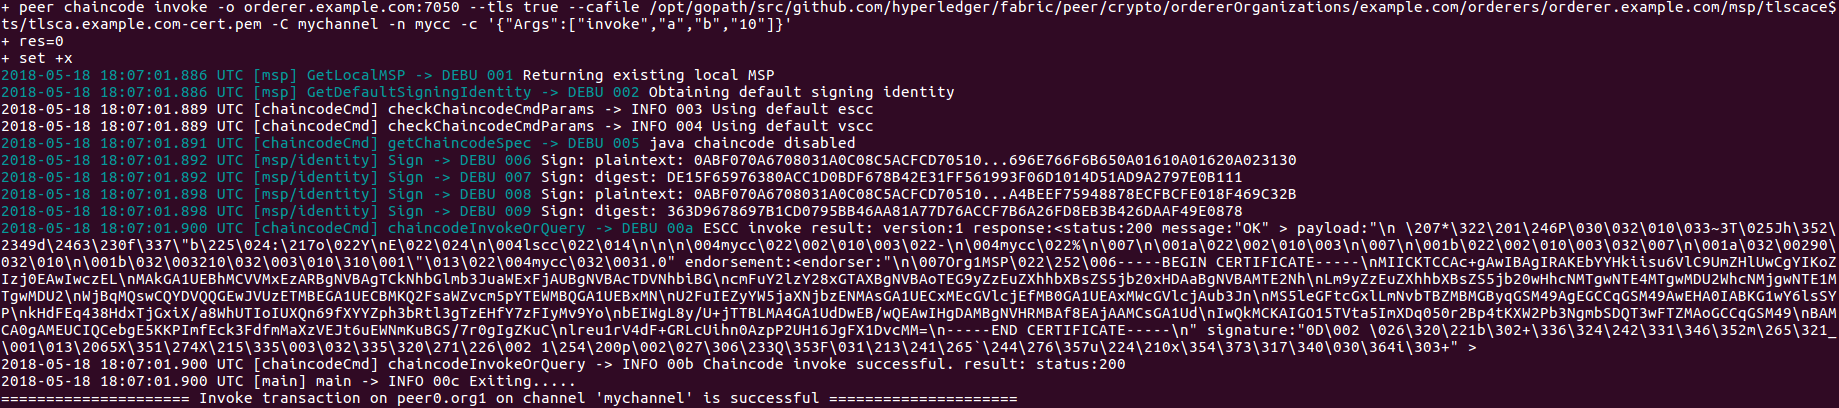 + peer chaincode invoke -o orderer.example.com:7050 --tls true --cafile /opt/gopath/src/github.com/hyperledger/fabric/peer/crypto/ordererOrganizations/example.com/orderers/orderer.example.com/msp/tlscace$
ts/tlsca.example.com-cert.pem -C mychannel -n mycc -c '{"Args":["invoke","a","b","10"]}'
+ res=0
+ set +x
2018-05-18 18:07:01.886 UTC [msp] GetLocalMSP -> DEBU 001 Returning existing local MSP
2018-05-18 18:07:01.886 UTC [msp] GetDefaultSigningIdentity -> DEBU 002 Obtaining default signing identity
2018-05-18 18:07:01.889 UTC [chaincodeCmd] checkChaincodeCmdParams -> INFO 003 Using default escc
2018-05-18 18:07:01.889 UTC [chaincodeCmd] checkChaincodeCmdParams -> INFO 004 Using default vscc
2018-05-18 18:07:01.891 UTC [chaincodeCmd] getChaincodeSpec -> DEBU 005 java chaincode disabled
2018-05-18 18:07:01.892 UTC [msp/identity] Sign -> DEBU 006 Sign: plaintext: 0ABF070A6708031A0C08C5ACFCD70510...696E766F6B650A01610A01620A023130
2018-05-18 18:07:01.892 UTC [msp/identity] Sign -> DEBU 007 Sign: digest: DE15F65976380ACC1D0BDF678B42E31FF561993F06D1014D51AD9A2797E0B111
2018-05-18 18:07:01.898 UTC [msp/identity] Sign -> DEBU 008 Sign: plaintext: 0ABF070A6708031A0C08C5ACFCD70510...A4BEEF75948878ECFBCFE018F469C32B
2018-05-18 18:07:01.898 UTC [msp/identity] Sign -> DEBU 009 Sign: digest: 363D9678697B1CD0795BB46AA81A77D76ACCF7B6A26FD8EB3B426DAAF49E0878
2018-05-18 18:07:01.900 UTC [chaincodeCmd] chaincodeInvokeOrQuery -> DEBU 00a ESCC invoke result: version:1 response:<status:200 message:"OK" > payload:"\n \207*\322\201\246P\030\032\010\033~3T\025Jh\352\
2349d\2463\230f\337\"b\225\024:\217o\022Y\nE\022\024\n\004lscc\022\014\n\n\n\004mycc\022\002\010\003\022-\n\004mycc\022%\n\007\n\001a\022\002\010\003\n\007\n\001b\022\002\010\003\032\007\n\001a\032\00290\
032\010\n\001b\032\003210\032\003\010\310\001\"\013\022\004mycc\032\0031.0" endorsement:<endorser:"\n\007Org1MSP\022\252\006-----BEGIN CERTIFICATE-----\nMIICKTCCAc+gAwIBAgIRAKEbYYHkiisu6VlC9UmZHlUwCgYIKoZ
Izj0EAwIwczEL\nMAkGA1UEBhMCVVMxEzARBgNVBAgTCkNhbGlmb3JuaWExFjAUBgNVBAcTDVNhbiBG\ncmFuY2lzY28xGTAXBgNVBAoTEG9yZzEuZXhhbXBsZS5jb20xHDAaBgNVBAMTE2Nh\nLm9yZzEuZXhhbXBsZS5jb20wHhcNMTgwNTE4MTgwMDU2WhcNMjgwNTE1
MTgwMDU2\nWjBqMQswCQYDVQQGEwJVUzETMBEGA1UECBMKQ2FsaWZvcm5pYTEWMBQGA1UEBxMN\nU2FuIEZyYW5jaXNjbzENMAsGA1UECxMEcGVlcjEfMB0GA1UEAxMWcGVlcjAub3Jn\nMS5leGFtcGxlLmNvbTBZMBMGByqGSM49AgEGCCqGSM49AwEHA0IABKG1wY6lsSY
P\nkHdFEq438HdxTjGxiX/a8WhUTIoIUXQn69fXYYZph3bRtl3gTzEHfY7zFIyMv9Yo\nbEIWgL8y/U+jTTBLMA4GA1UdDwEB/wQEAwIHgDAMBgNVHRMBAf8EAjAAMCsGA1Ud\nIwQkMCKAIGO15TVta5ImXDq050r2Bp4tKXW2Pb3NgmbSDQT3wFTZMAoGCCqGSM49\nBAM
CA0gAMEUCIQCebgE5KKPImfEck3FdfmMaXzVEJt6uEWNmKuBGS/7r0gIgZKuC\nlreu1rV4dF+GRLcUihn0AzpP2UH16JgFX1DvcMM=\n-----END CERTIFICATE-----\n" signature:"0D\002 \026\320\221b\302+\336\324\242\331\346\352m\265\321_
\001\013\2065X\351\274X\215\335\003\032\335\320\271\226\002 1\254\200p\002\027\306\233Q\353F\031\213\241\265`\244\276\357u\224\210x\354\373\317\340\030\364i\303+" >
2018-05-18 18:07:01.900 UTC [chaincodeCmd] chaincodeInvokeOrQuery -> INFO 00b Chaincode invoke successful. result: status:200
2018-05-18 18:07:01.900 UTC [main] main -> INFO 00c Exiting.....
===================== Invoke transaction on peer0.org1 on channel 'mychannel' is successful =====================